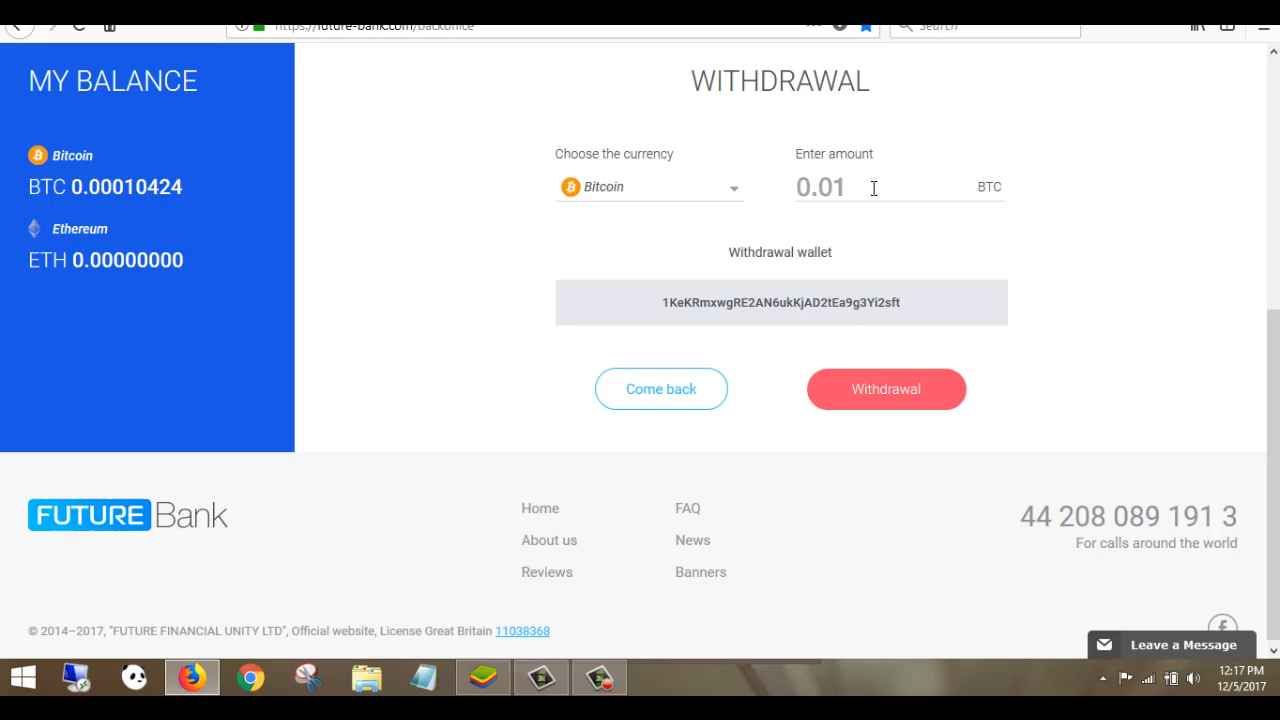 https://future-bank.com/backoffice
Search
MY BALANCE
Bitcoin
BTC 0.00010424
Ethereum
ETH 0.00000000
WITHDRAWAL
Choose the currency
Enter amount
Bitcoin
0.01
BTC
Withdrawal wallet
1KeKRmxwgRE2AN6ukKjAD2tEa9g3Yi2sft
Come back
Withdrawal
FUTURE Bank
Home
About us
Reviews
FAQ
News
Banners
44 208 089 191 3
For calls around the world
© 2014–2017, "FUTURE FINANCIAL UNITY LTD", Official website, License Great Britain 11038368
Leave a Message
12:17 PM
12/5/2017